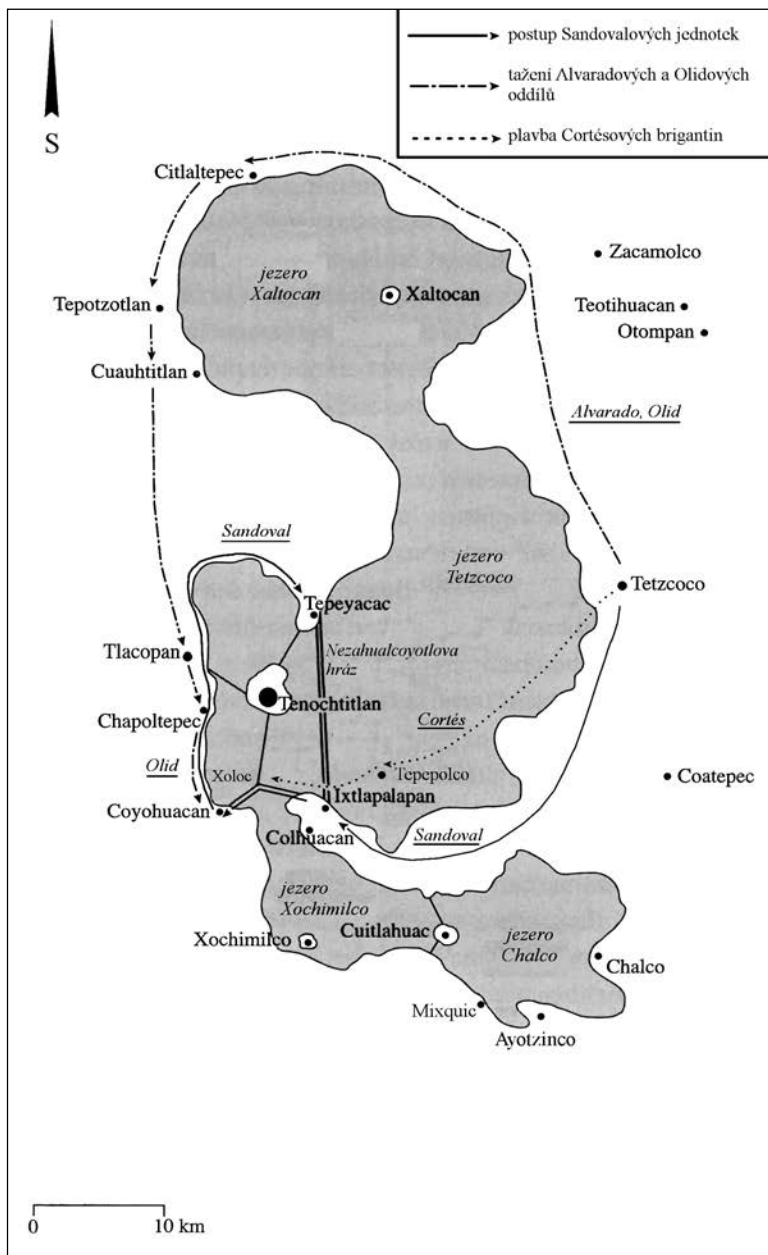 postup Sandovalových jednotek
tažení Alvaradových a Olidových
oddílů
plavba Cortésových brigantin
S
Citlaltepec
Zacamolco
jezero
Xaltocan
Xaltocan
Tepotzotlan
Teotihuacan
Otompan
Cuauhtitlan
Alvarado, Olid
Sandoval
jezero
Tetzcoco
Tetzcoco
Tepeyacac
Nezahualcoyotlova
hráz
Tlacopan
Tenochtitlan
Chapoltepec
Cortés
Olid
Xoloc
Tepepolco
Coatepec
Ixtlapalapan
Coyohuacan
Sandoval
Colhuacan
jezero
Xochimilco
Cuitlahuac
jezero
Chalco
Xochimilco
Chalco
Mixquic
Ayotzinco
0
10 km